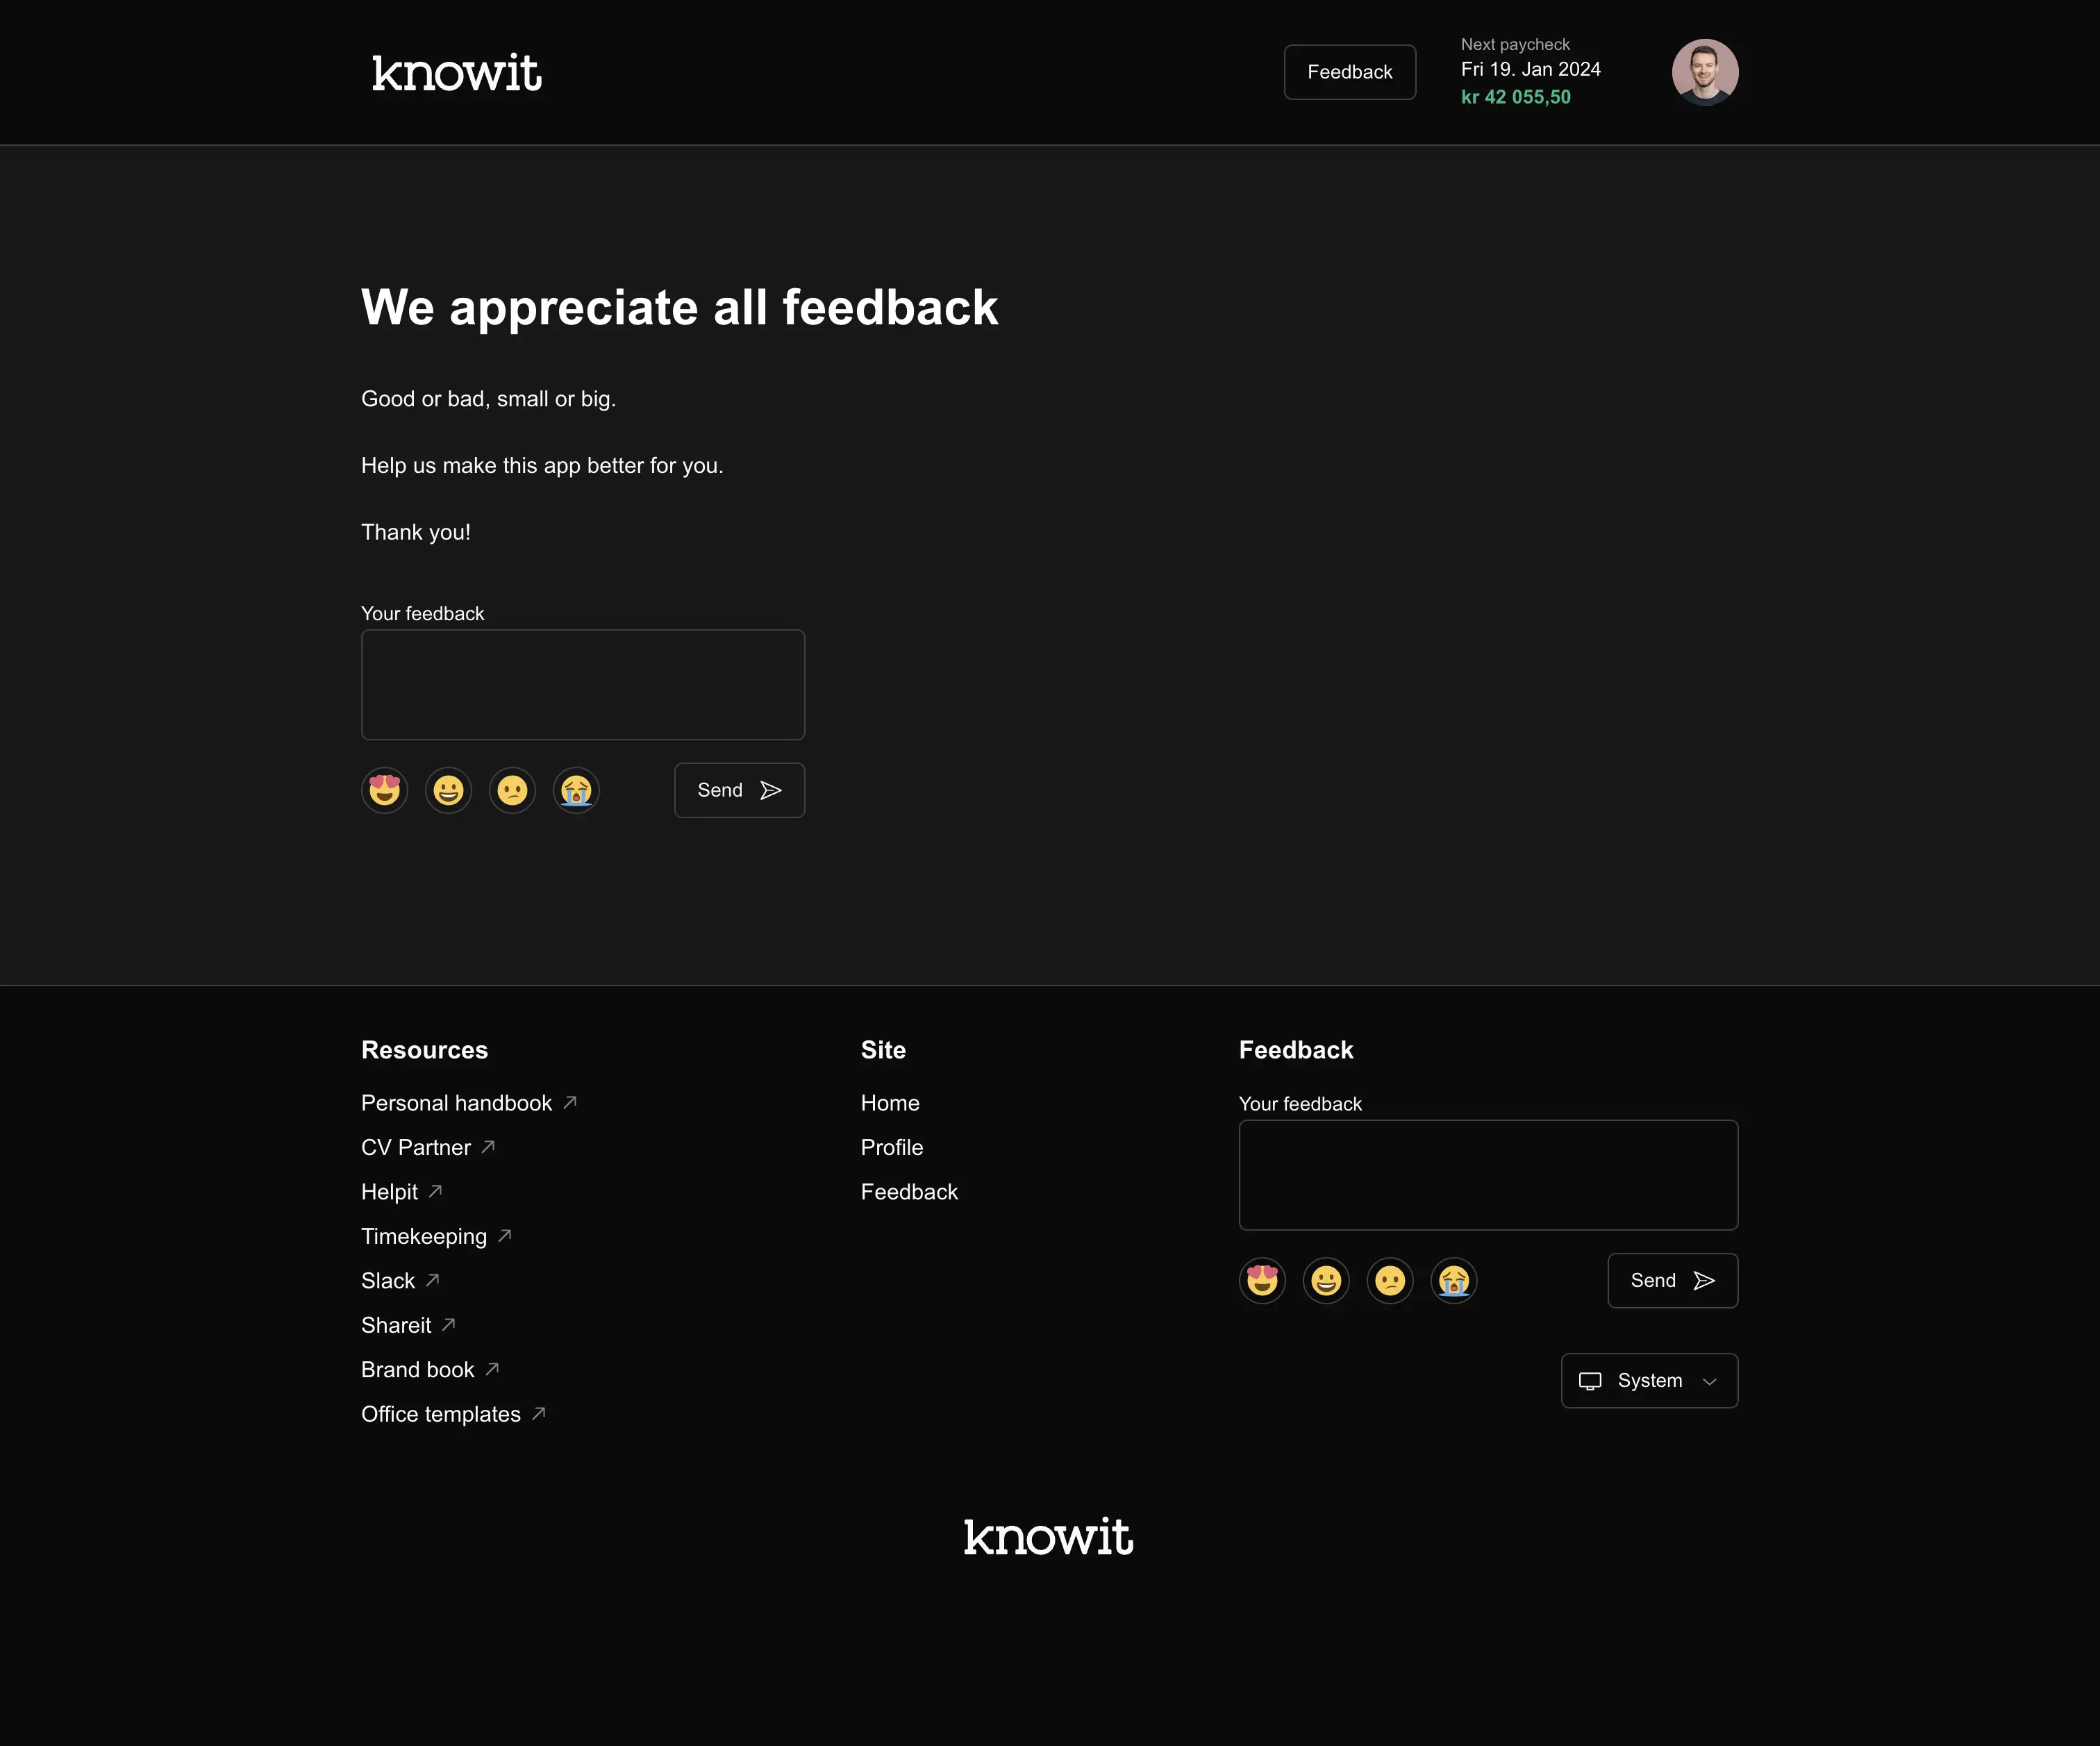 knowit
Feedback
Next paycheck
Fri 19. Jan 2024
kr 42 055,50
We appreciate all feedback
Good or bad, small or big.
Help us make this app better for you.
Thank you!
Your feedback
Send
Resources
Personal handbook
CV Partner
Helpit
Timekeeping
Slack
Shareit
Brand book
Office templates
Site
Home
Profile
Feedback
Feedback
Your feedback
Send
System
knowit